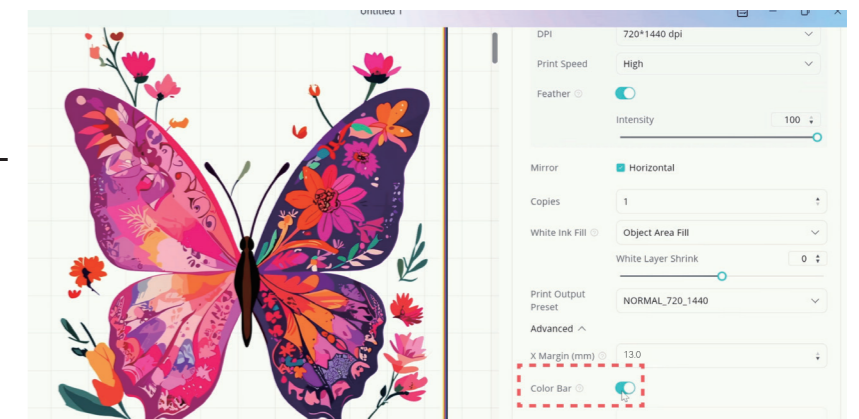 Untitled 1
DPI 720*1440 dpi
Print Speed High
Feather
Intensity 100
Mirror Horizontal
Copies 1
White Ink Fill Object Area Fill
White Layer Shrink 0
Print Output
Preset NORMAL_720_1440
Advanced
X Margin (mm) 13.0
Color Bar